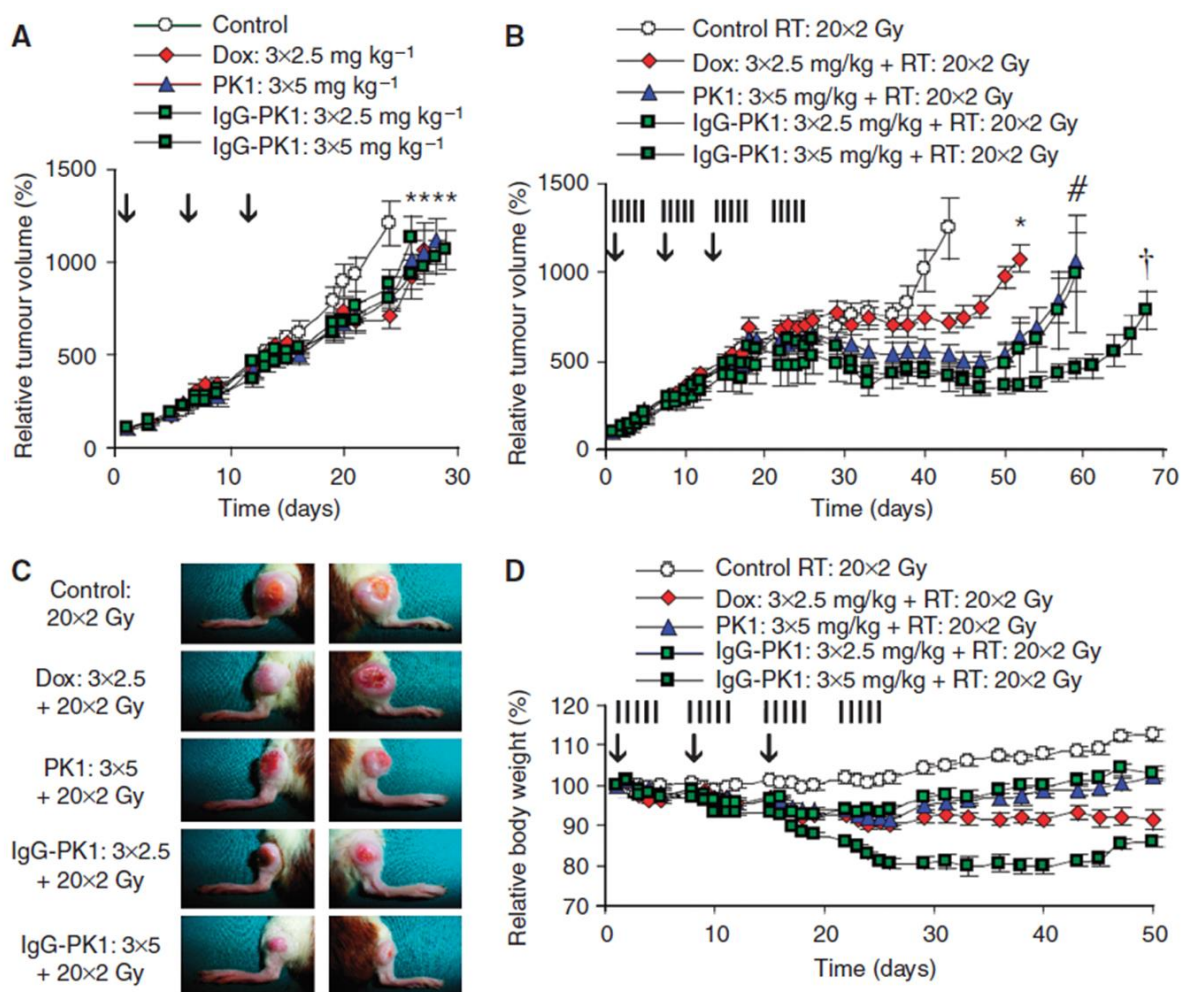 A
Control
Dox: 3×2.5 mg kg⁻¹
PK1: 3×5 mg kg⁻¹
IgG-PK1: 3×2.5 mg kg⁻¹
IgG-PK1: 3×5 mg kg⁻¹
Relative tumour volume (%)
1500
1000
500
0
****
0 10 20 30
Time (days)
B
Control RT: 20×2 Gy
Dox: 3×2.5 mg/kg + RT: 20×2 Gy
PK1: 3×5 mg/kg + RT: 20×2 Gy
IgG-PK1: 3×2.5 mg/kg + RT: 20×2 Gy
IgG-PK1: 3×5 mg/kg + RT: 20×2 Gy
Relative tumour volume (%)
1500
1000
500
0
*
#
†
0 10 20 30 40 50 60 70
Time (days)
C
Control:
20×2 Gy
Dox: 3×2.5
+ 20×2 Gy
PK1: 3×5
+ 20×2 Gy
IgG-PK1: 3×2.5
+ 20×2 Gy
IgG-PK1: 3×5
+ 20×2 Gy
D
Control RT: 20×2 Gy
Dox: 3×2.5 mg/kg + RT: 20×2 Gy
PK1: 3×5 mg/kg + RT: 20×2 Gy
IgG-PK1: 3×2.5 mg/kg + RT: 20×2 Gy
IgG-PK1: 3×5 mg/kg + RT: 20×2 Gy
Relative body weight (%)
120
110
100
90
80
70
0 10 20 30 40 50
Time (days)